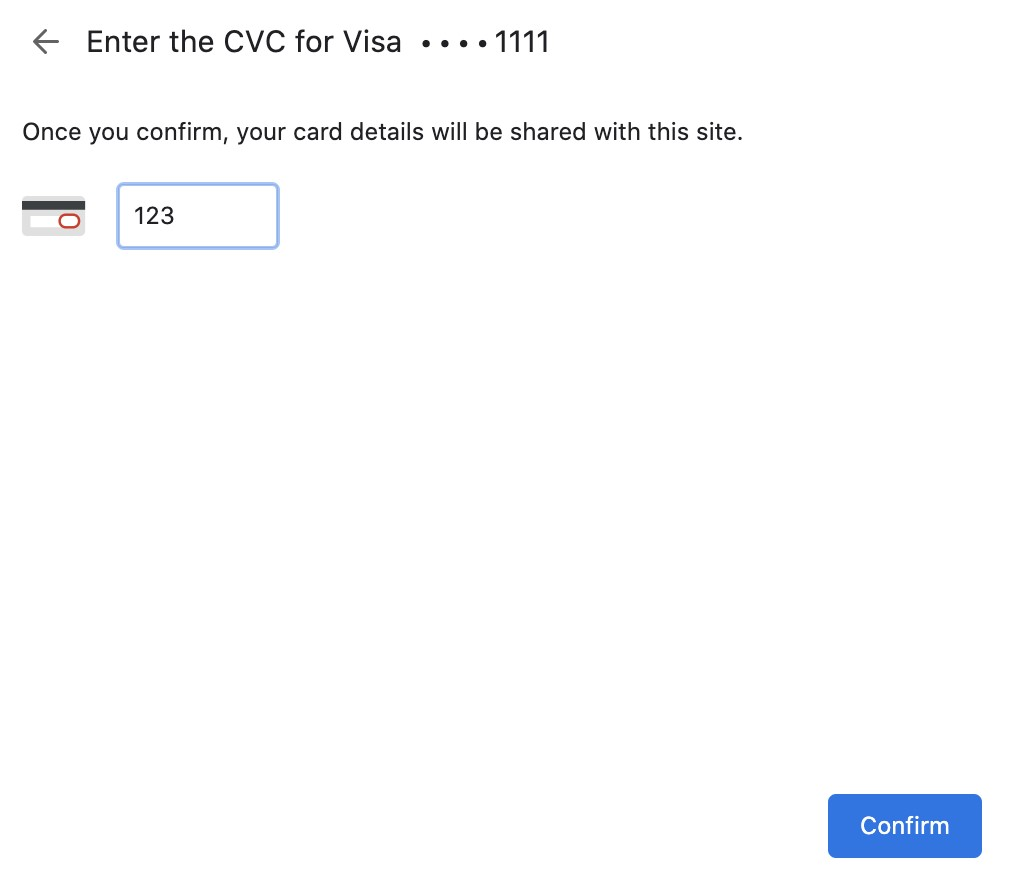 Enter the CVC for Visa ••••1111
Once you confirm, your card details will be shared with this site.
123
Confirm